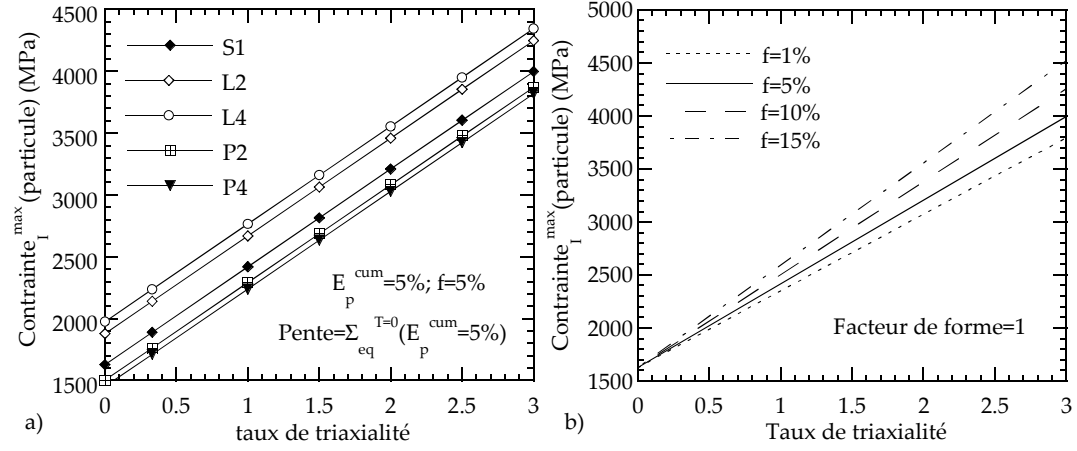 4500
4000
3500
3000
2500
2000
1500
Contrainte_I^max (particule) (MPa)
S1
L2
L4
P2
P4
E_p^cum=5%; f=5%
Pente=Σ_eq^T=0(E_p^cum=5%)
0 0.5 1 1.5 2 2.5 3
a) taux de triaxialité
5000
4500
4000
3500
3000
2500
2000
1500
Contrainte_I^max(particule) (MPa)
f=1%
f=5%
f=10%
f=15%
Facteur de forme=1
0 0.5 1 1.5 2 2.5 3
b) Taux de triaxialité